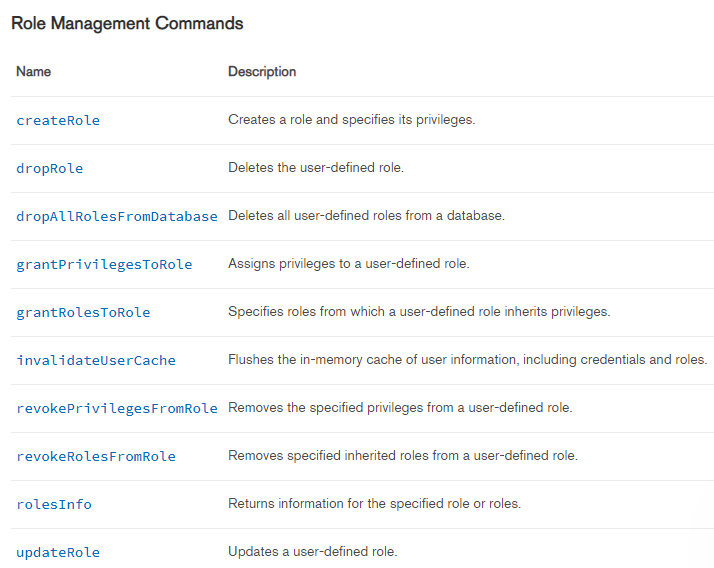 Role Management Commands
Name Description
createRole Creates a role and specifies its privileges.
dropRole Deletes the user-defined role.
dropAllRolesFromDatabase Deletes all user-defined roles from a database.
grantPrivilegesToRole Assigns privileges to a user-defined role.
grantRolesToRole Specifies roles from which a user-defined role inherits privileges.
invalidateUserCache Flushes the in-memory cache of user information, including credentials and roles.
revokePrivilegesFromRole Removes the specified privileges from a user-defined role.
revokeRolesFromRole Removes specified inherited roles from a user-defined role.
rolesInfo Returns information for the specified role or roles.
updateRole Updates a user-defined role.